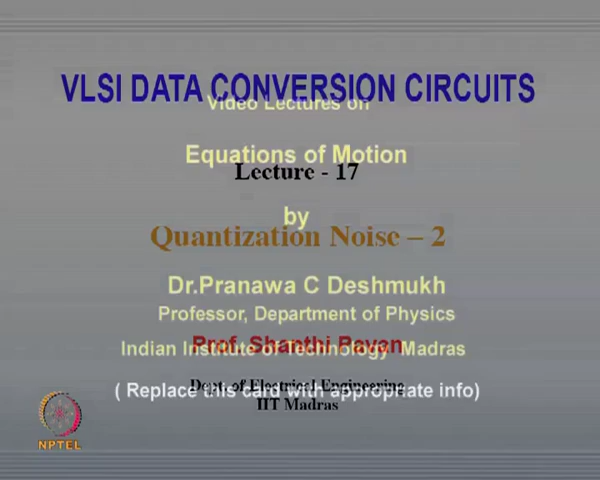 VLSI DATA CONVERSION CIRCUITS
Video Lectures on
Equations of Motion
Lecture - 17
by
Quantization Noise – 2
Dr.Pranawa C Deshmukh
Professor, Department of Physics
Prof. Shanthi Pavan
Indian Institute of Technology Madras
Dept. of Electrical Engineering
( Replace this card with appropriate info)
IIT Madras
NPTEL